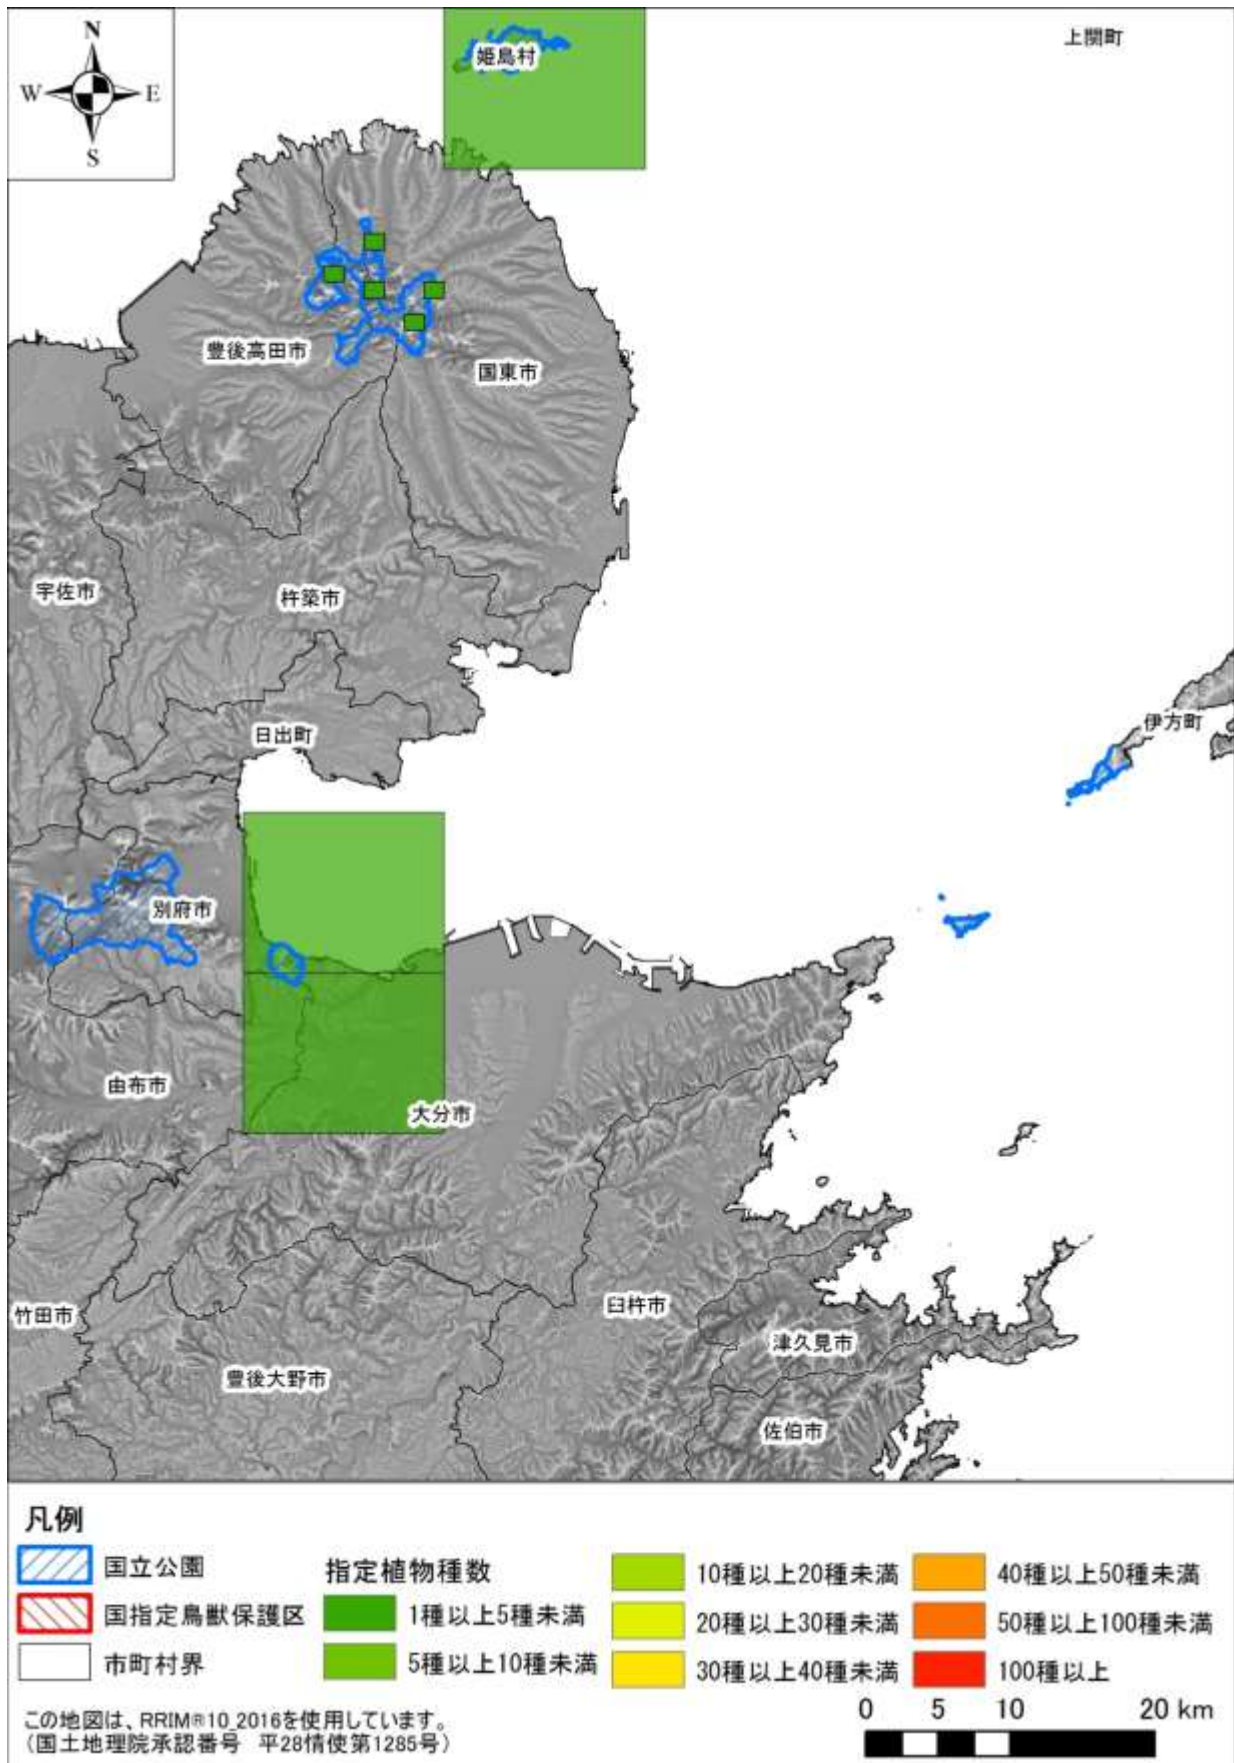 N
W
E
S
上関町
姫島村
豊後高田市
国東市
宇佐市
杵築市
日出町
伊方町
別府市
由布市
大分市
竹田市
臼杵市
津久見市
豊後大野市
佐伯市
凡例
国立公園
国指定鳥獣保護区
市町村界
指定植物種数
1種以上5種未満
5種以上10種未満
10種以上20種未満
20種以上30種未満
30種以上40種未満
40種以上50種未満
50種以上100種未満
100種以上
この地図は、RRIM®10_2016を使用しています。
（国土地理院承認番号 平28情使第1285号）
0 5 10 20 km